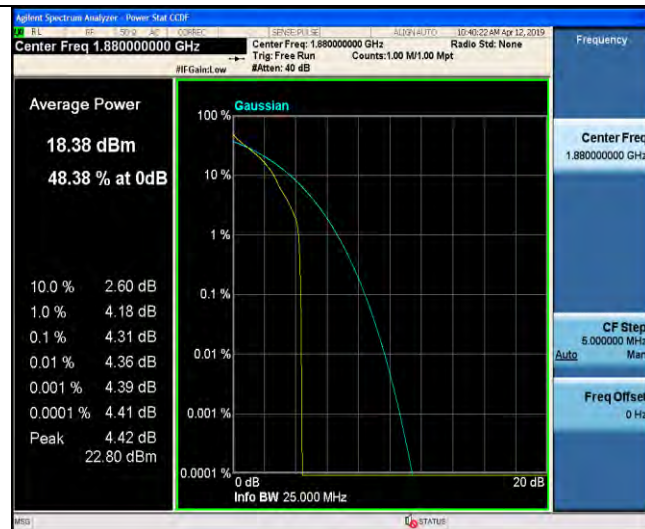 Agilent Spectrum Analyzer - Power Stat CCDF
RL RF 50 Ω AC CORREC SENSE:PULSE ALIGN AUTO 10:40:22 AM Apr 12, 2019
Center Freq 1.880000000 GHz
Center Freq: 1.880000000 GHz Radio Std: None
Trig: Free Run Counts:1.00 M/1.00 Mpt
#IFGain:Low #Atten: 40 dB
Frequency
Average Power
18.38 dBm
48.38 % at 0dB
10.0 % 2.60 dB
1.0 % 4.18 dB
0.1 % 4.31 dB
0.01 % 4.36 dB
0.001 % 4.39 dB
0.0001 % 4.41 dB
Peak 4.42 dB
22.80 dBm
Gaussian
100 %
10 %
1 %
0.1 %
0.01 %
0.001 %
0.0001 %
0 dB 20 dB
Info BW 25.000 MHz
Center Freq
1.880000000 GHz
CF Step
5.000000 MHz
Auto Man
Freq Offset
0 Hz
MSG STATUS